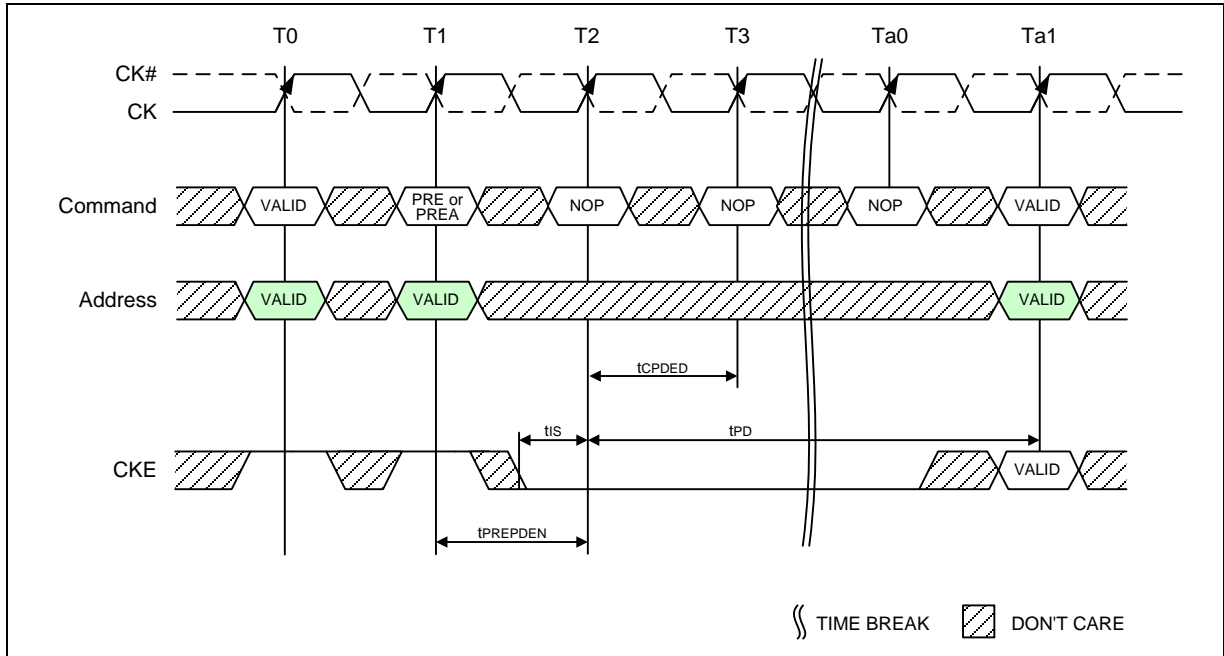 T0 T1 T2 T3 Ta0 Ta1
CK#
CK
Command VALID PRE or PREA NOP NOP NOP VALID
Address VALID VALID VALID
tCPDED
tIS tPD
CKE VALID
tPREPDEN
TIME BREAK DON'T CARE